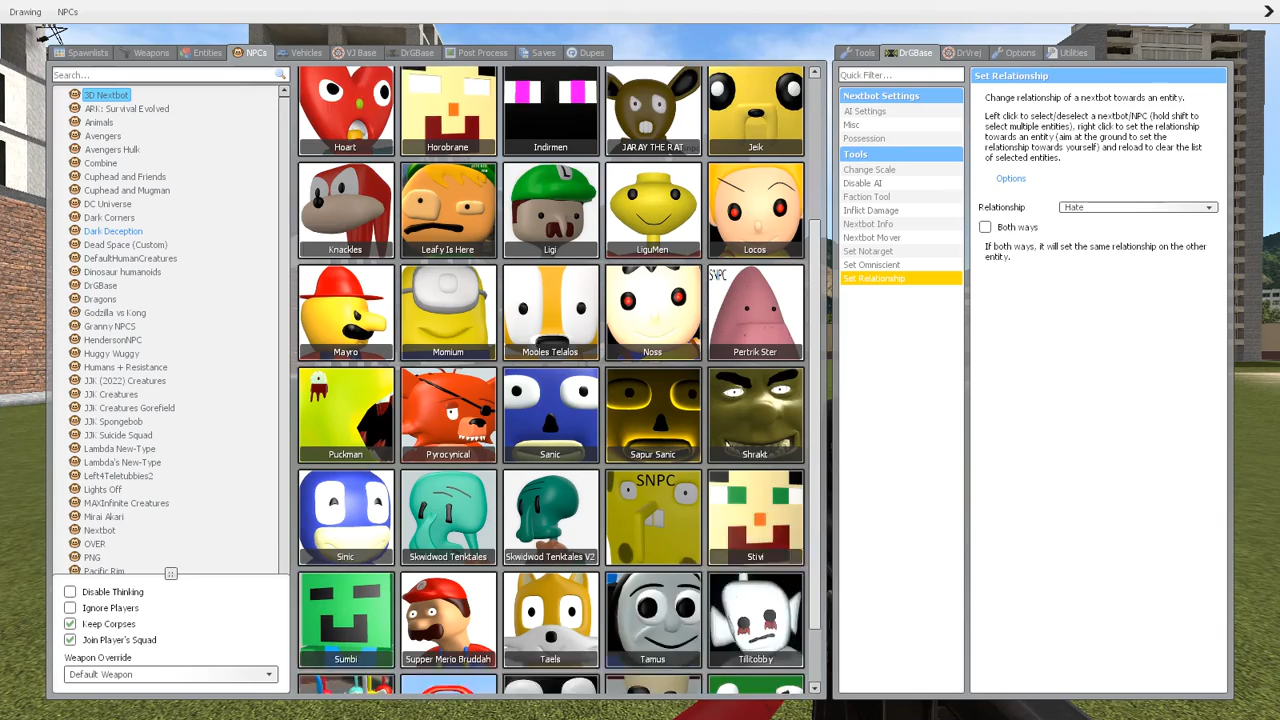 Drawing NPCs
Spawnlists Weapons Entities NPCs Vehicles VJ Base DrGBase Post Process Saves Dupes
Search...
3D Nextbot
ARK: Survival Evolved
Animals
Avengers
Avengers Hulk
Combine
Cuphead and Friends
Cuphead and Mugman
DC Universe
Dark Corners
Dark Deception
Dead Space (Custom)
DefaultHumanCreatures
Dinosaur humanoids
DrGBase
Dragons
Godzilla vs Kong
Granny NPCS
HendersonNPC
Huggy Wuggy
Humans + Resistance
JJK (2022) Creatures
JJK Creatures
JJK Creatures Gorefield
JJK Spongebob
JJK Suicide Squad
Lambda New-Type
Lambda's New-Type
Left4Teletubbies2
Lights Off
MAXInfinite Creatures
Mirai Akari
Nextbot
OVER
PNG
Pacific Rim
Disable Thinking
Ignore Players
Keep Corpses
Join Player's Squad
Weapon Override
Default Weapon
Hoart Horobrane Indirmen JARAY THE RAT Jeik
Knackles Leafy Is Here Ligi LiguMen Locos
SNPC
Mayro Momium Mooles Telalos Noss Pertrik Ster
Puckman Pyrocynical Sanic Sapur Sanic Shrakt
SNPC
Sinic Skwidwod Tenktales Skwidwod Tenktales V2 Stivi
Sumbi Supper Merio Bruddah Taels Tamus Tillitobby
Tools DrGBase DrVrej Options Utilities
Quick Filter...
Nextbot Settings
AI Settings
Misc
Possession
Tools
Change Scale
Disable AI
Faction Tool
Inflict Damage
Nextbot Info
Nextbot Mover
Set Notarget
Set Omniscient
Set Relationship
Set Relationship
Change relationship of a nextbot towards an entity.
Left click to select/deselect a nextbot/NPC (hold shift to
select multiple entities), right click to set the relationship
towards an entity (aim at the ground to set the
relationship towards yourself) and reload to clear the list
of selected entities.
Options
Relationship Hate
Both ways
If both ways, it will set the same relationship on the other
entity.